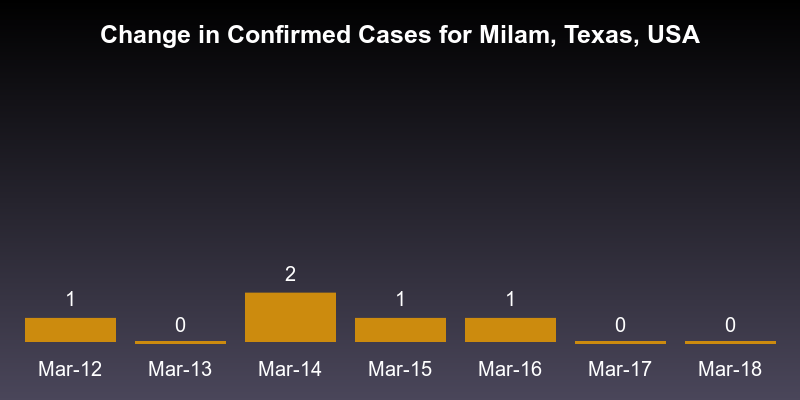 Change in Confirmed Cases for Milam, Texas, USA
1
0
2
1
1
0
0
Mar-12
Mar-13
Mar-14
Mar-15
Mar-16
Mar-17
Mar-18